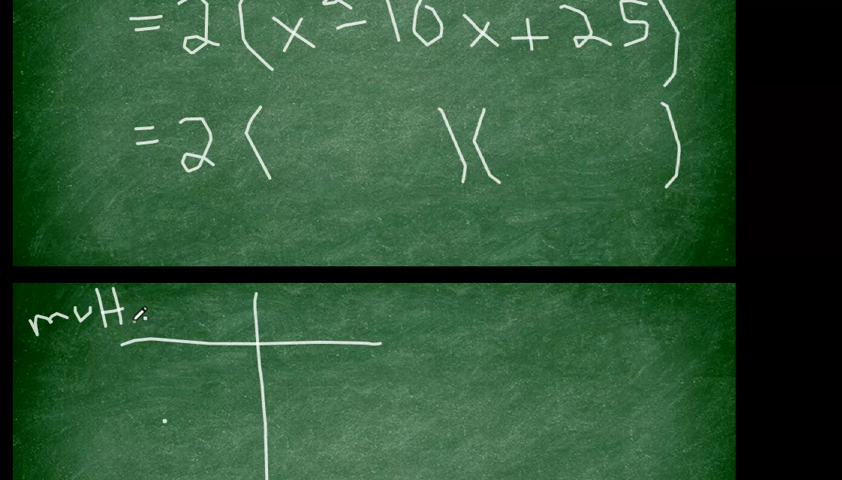 = 2(x² - 10x + 25)
= 2(        )(        )
mult.